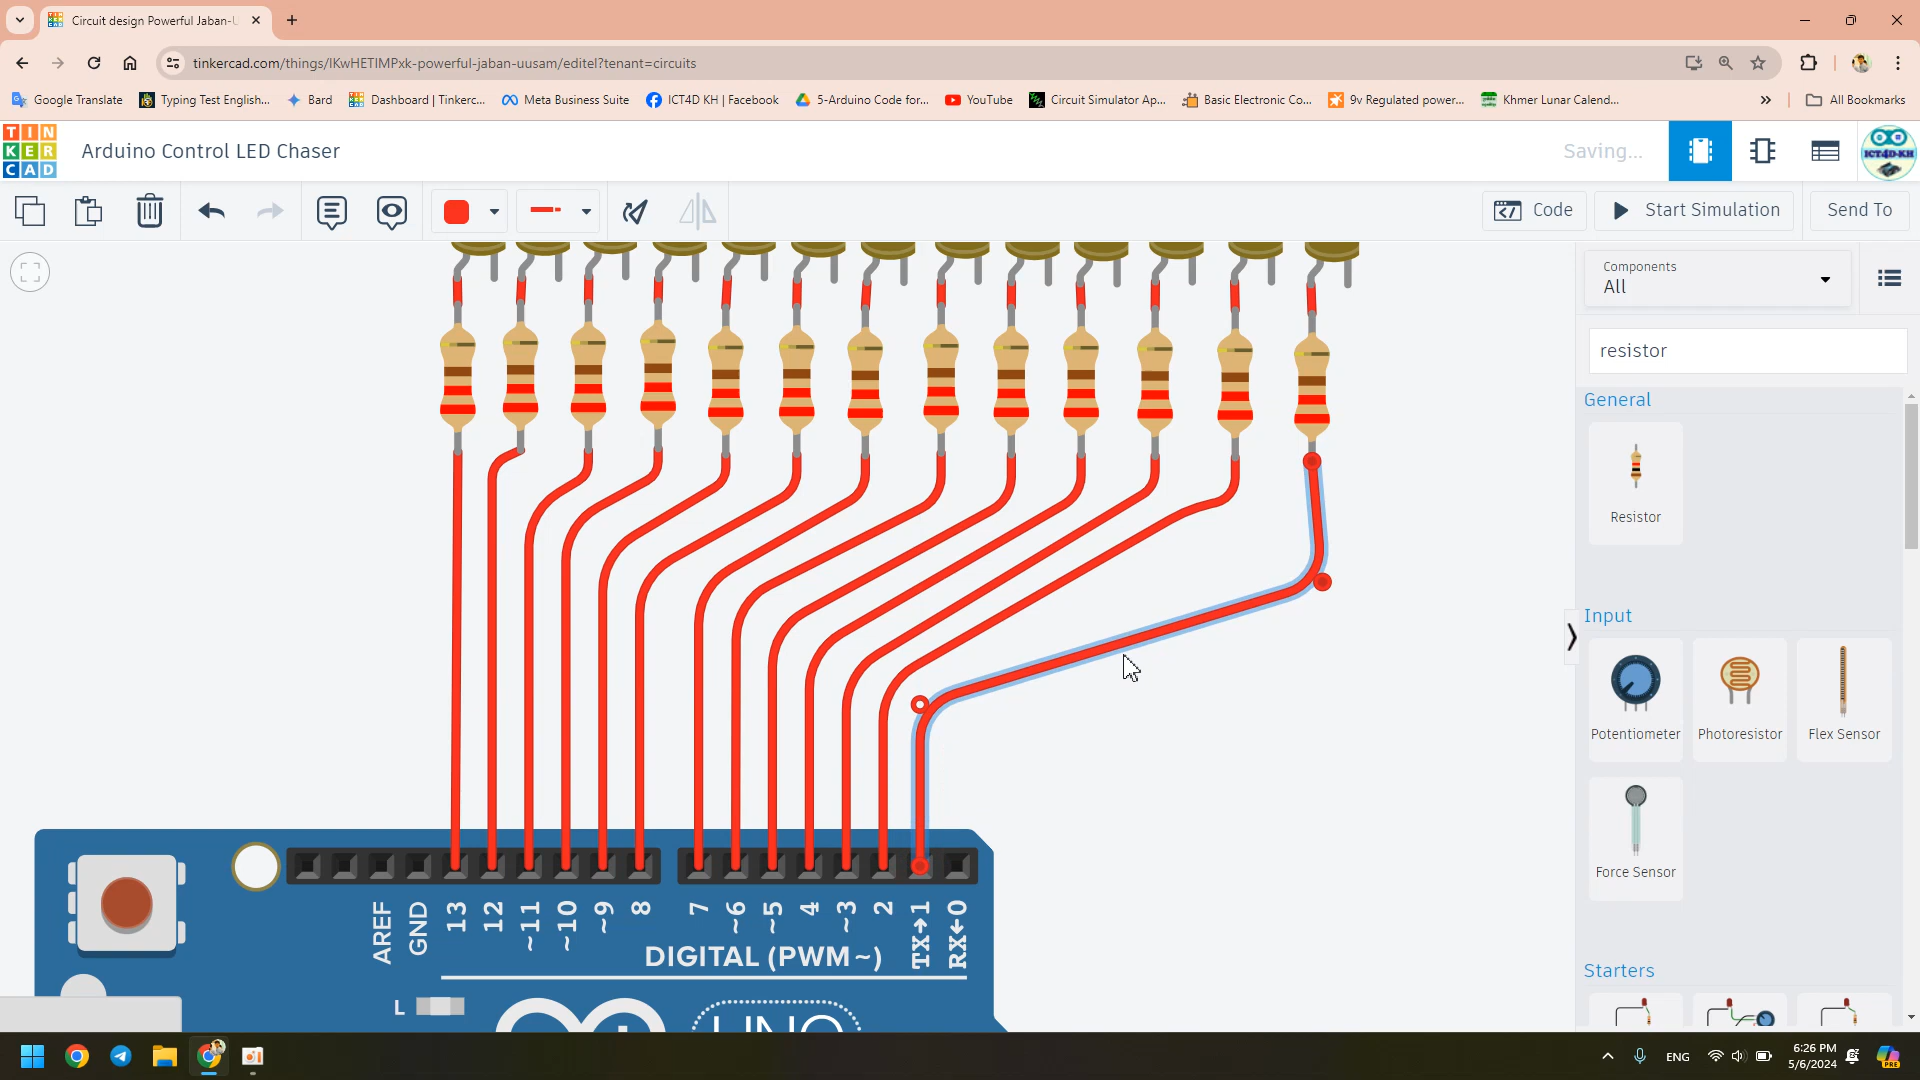 Circuit design Powerful Jaban-U
tinkercad.com/things/lKwHETIMPxk-powerful-jaban-uusam/editel?tenant=circuits
Google Translate
Typing Test English...
Bard
Dashboard | Tinkerc...
Meta Business Suite
ICT4D KH | Facebook
5-Arduino Code for...
YouTube
Circuit Simulator Ap...
Basic Electronic Co...
9v Regulated power...
Khmer Lunar Calend...
All Bookmarks
TIN
KER
CAD
Arduino Control LED Chaser
Saving...
ICT4D-KH
Code
Start Simulation
Send To
Components
All
resistor
General
Resistor
Input
Potentiometer
Photoresistor
Flex Sensor
Force Sensor
Starters
AREF
GND
13
12
~11
~10
~9
8
7
~6
~5
4
~3
2
TX→1
RX←0
DIGITAL (PWM~)
L
UNO
ENG
6:26 PM
5/6/2024
PRE